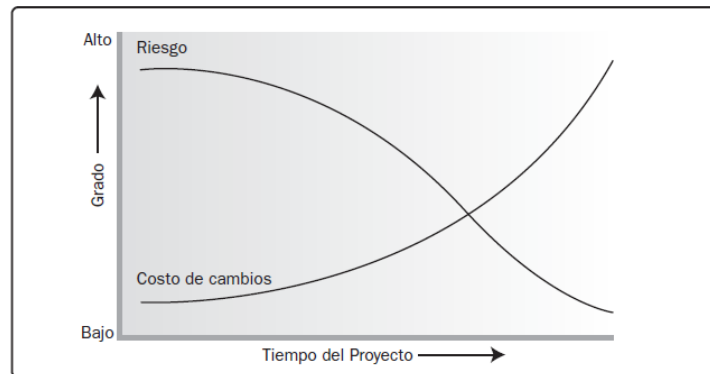 Alto
Riesgo
Grado
Costo de cambios
Bajo
Tiempo del Proyecto